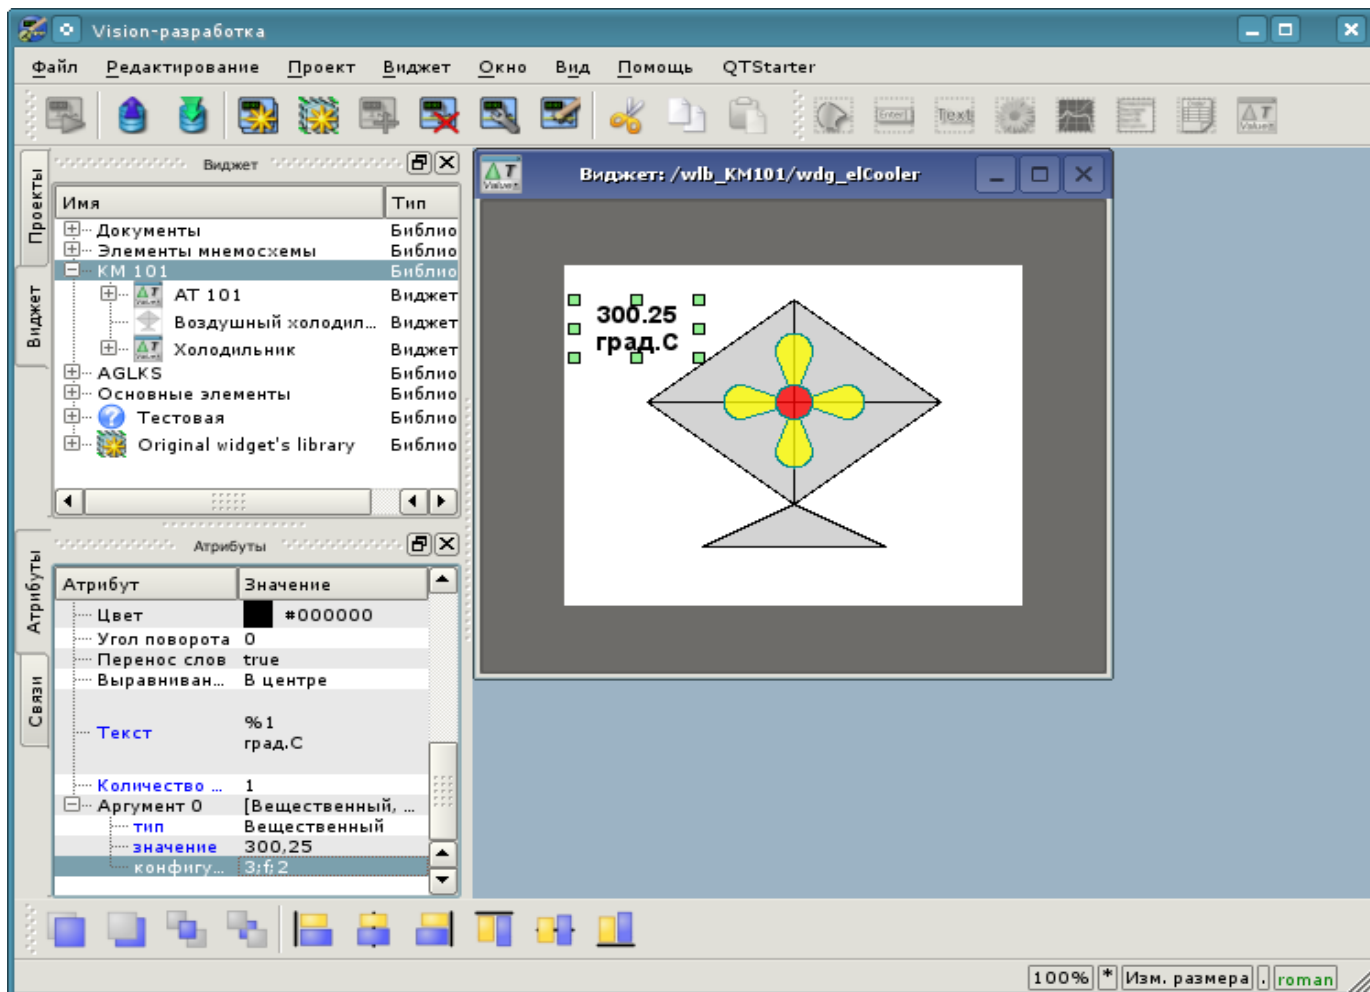 Vision-разработка
Файл Редактирование Проект Виджет Окно Вид Помощь QTStarter
Enter Text ΔT
Проекты
Виджет
Виджет
Имя Тип
Документы Библио
Элементы мнемосхемы Библио
КМ 101 Библио
АТ 101 Виджет
Воздушный холодил... Виджет
Холодильник Виджет
AGLKS Библио
Основные элементы Библио
Тестовая Библио
Original widget's library Библио
Атрибуты
Связи
Атрибуты
Атрибут Значение
Цвет #000000
Угол поворота 0
Перенос слов true
Выравниван... В центре
Текст %1
град.С
Количество ... 1
Аргумент 0 [Вещественный, ...
тип Вещественный
значение 300,25
конфигу... 3;f;2
Виджет: /wlb_KM101/wdg_elCooler
300.25
град.С
100% * Изм. размера . roman